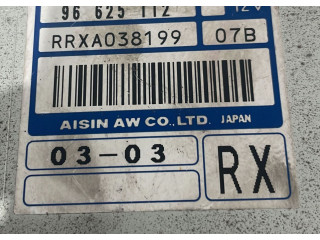 96 625 112
12V
RRXA038199 07B
AISIN AW CO., LTD. JAPAN
03-03
RX